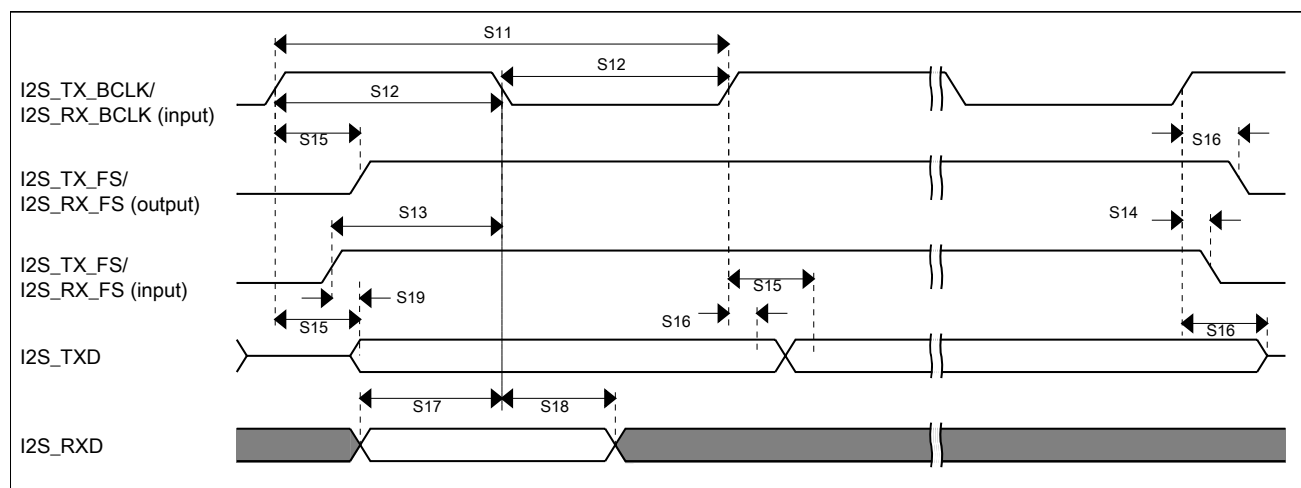 S11
I2S_TX_BCLK/
I2S_RX_BCLK (input)
S12
S12
S15
S16
I2S_TX_FS/
I2S_RX_FS (output)
S13
S14
I2S_TX_FS/
I2S_RX_FS (input)
S15
S19
S16
S15
S16
I2S_TXD
S17
S18
I2S_RXD